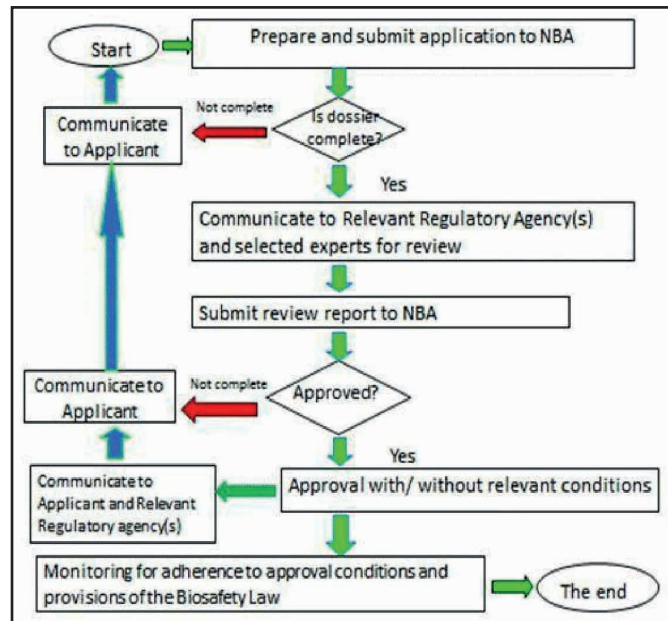 Start
Prepare and submit application to NBA
Not complete
Is dossier
complete?
Communicate
to Applicant
Yes
Communicate to Relevant Regulatory Agency(s)
and selected experts for review
Submit review report to NBA
Not complete
Approved?
Communicate to
Applicant
Yes
Communicate to
Applicant and Relevant
Regulatory agency(s)
Approval with/ without relevant conditions
Monitoring for adherence to approval conditions and
provisions of the Biosafety Law
The end